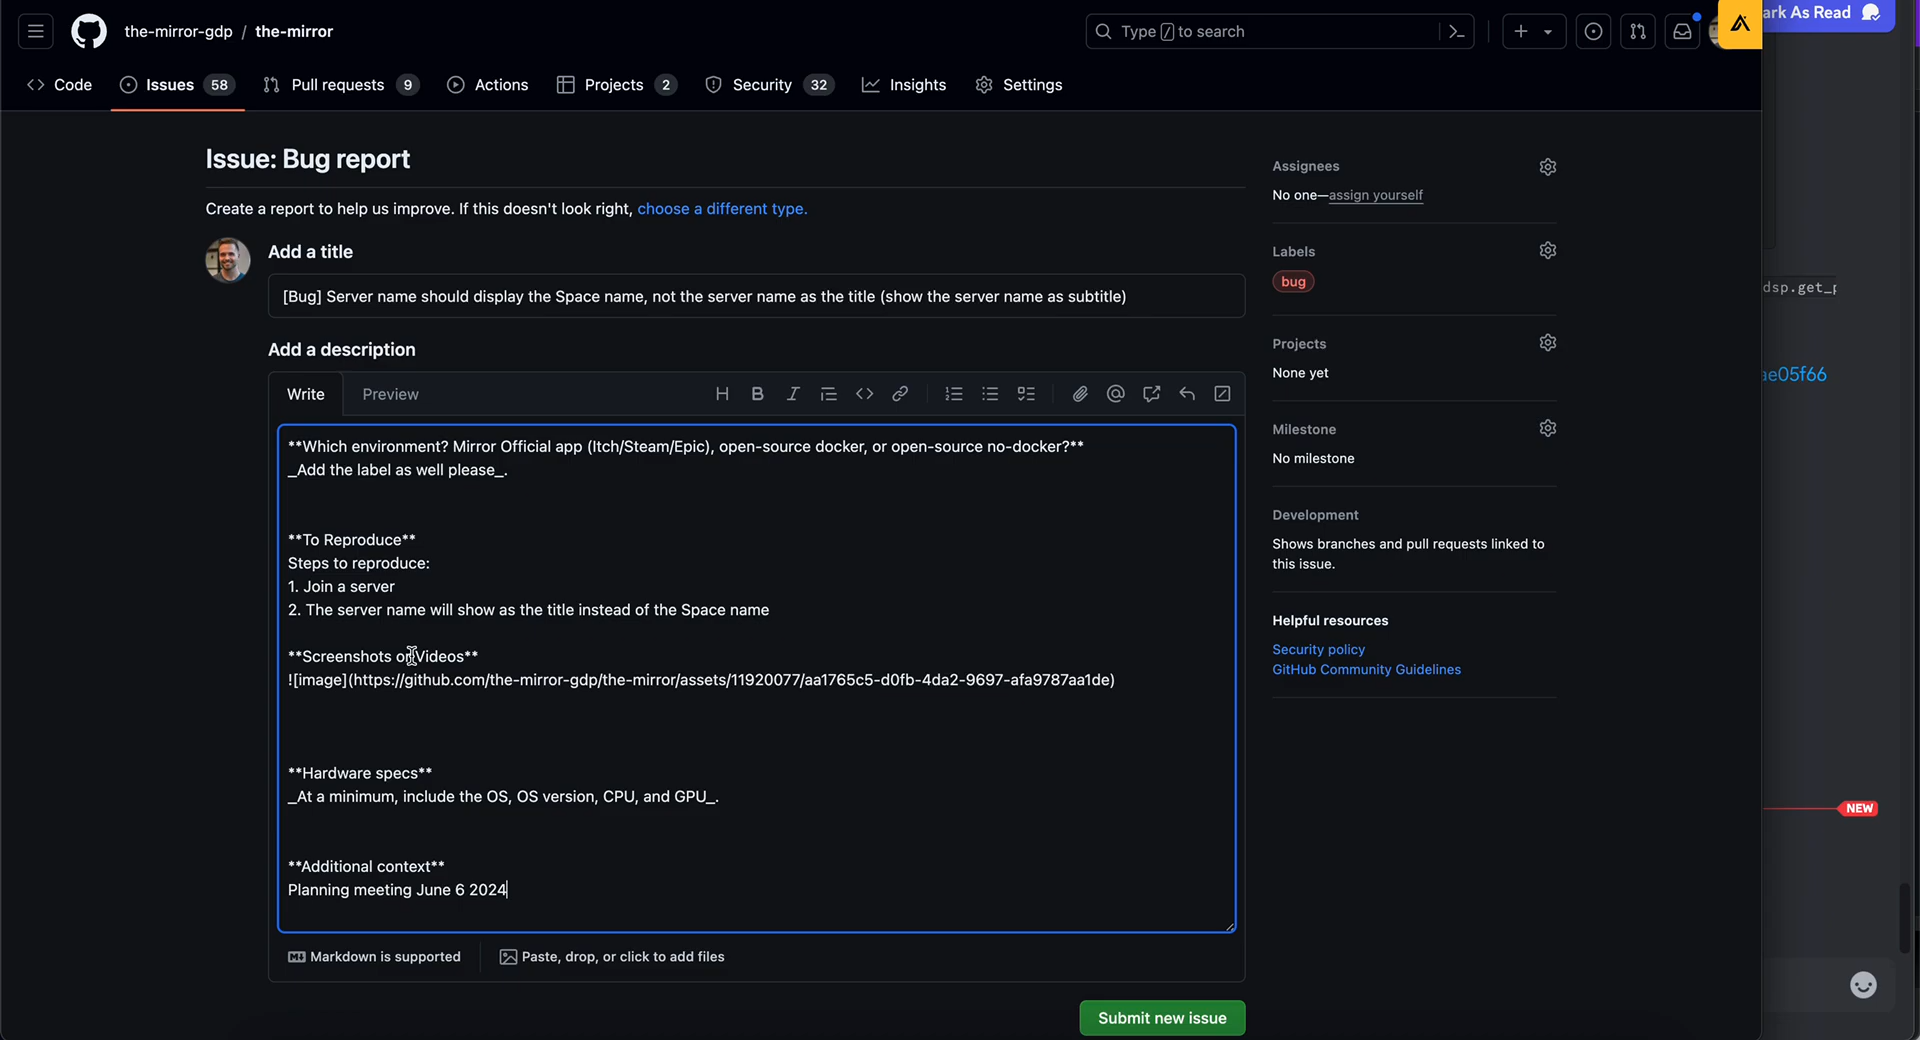 the-mirror-gdp / the-mirror
Type / to search
ark As Read
Code
Issues 58
Pull requests 9
Actions
Projects 2
Security 32
Insights
Settings
Issue: Bug report
Create a report to help us improve. If this doesn't look right, choose a different type.
Add a title
[Bug] Server name should display the Space name, not the server name as the title (show the server name as subtitle)
Add a description
Write
Preview
**Which environment? Mirror Official app (Itch/Steam/Epic), open-source docker, or open-source no-docker?**
_Add the label as well please_.
**To Reproduce**
Steps to reproduce:
1. Join a server
2. The server name will show as the title instead of the Space name
**Screenshots or Videos**
![image](https://github.com/the-mirror-gdp/the-mirror/assets/11920077/aa1765c5-d0fb-4da2-9697-afa9787aa1de)
**Hardware specs**
_At a minimum, include the OS, OS version, CPU, and GPU_.
**Additional context**
Planning meeting June 6 2024
Markdown is supported
Paste, drop, or click to add files
Submit new issue
Assignees
No one—assign yourself
Labels
bug
Projects
None yet
Milestone
No milestone
Development
Shows branches and pull requests linked to
this issue.
Helpful resources
Security policy
GitHub Community Guidelines
dsp.get_p
ae05f66
NEW